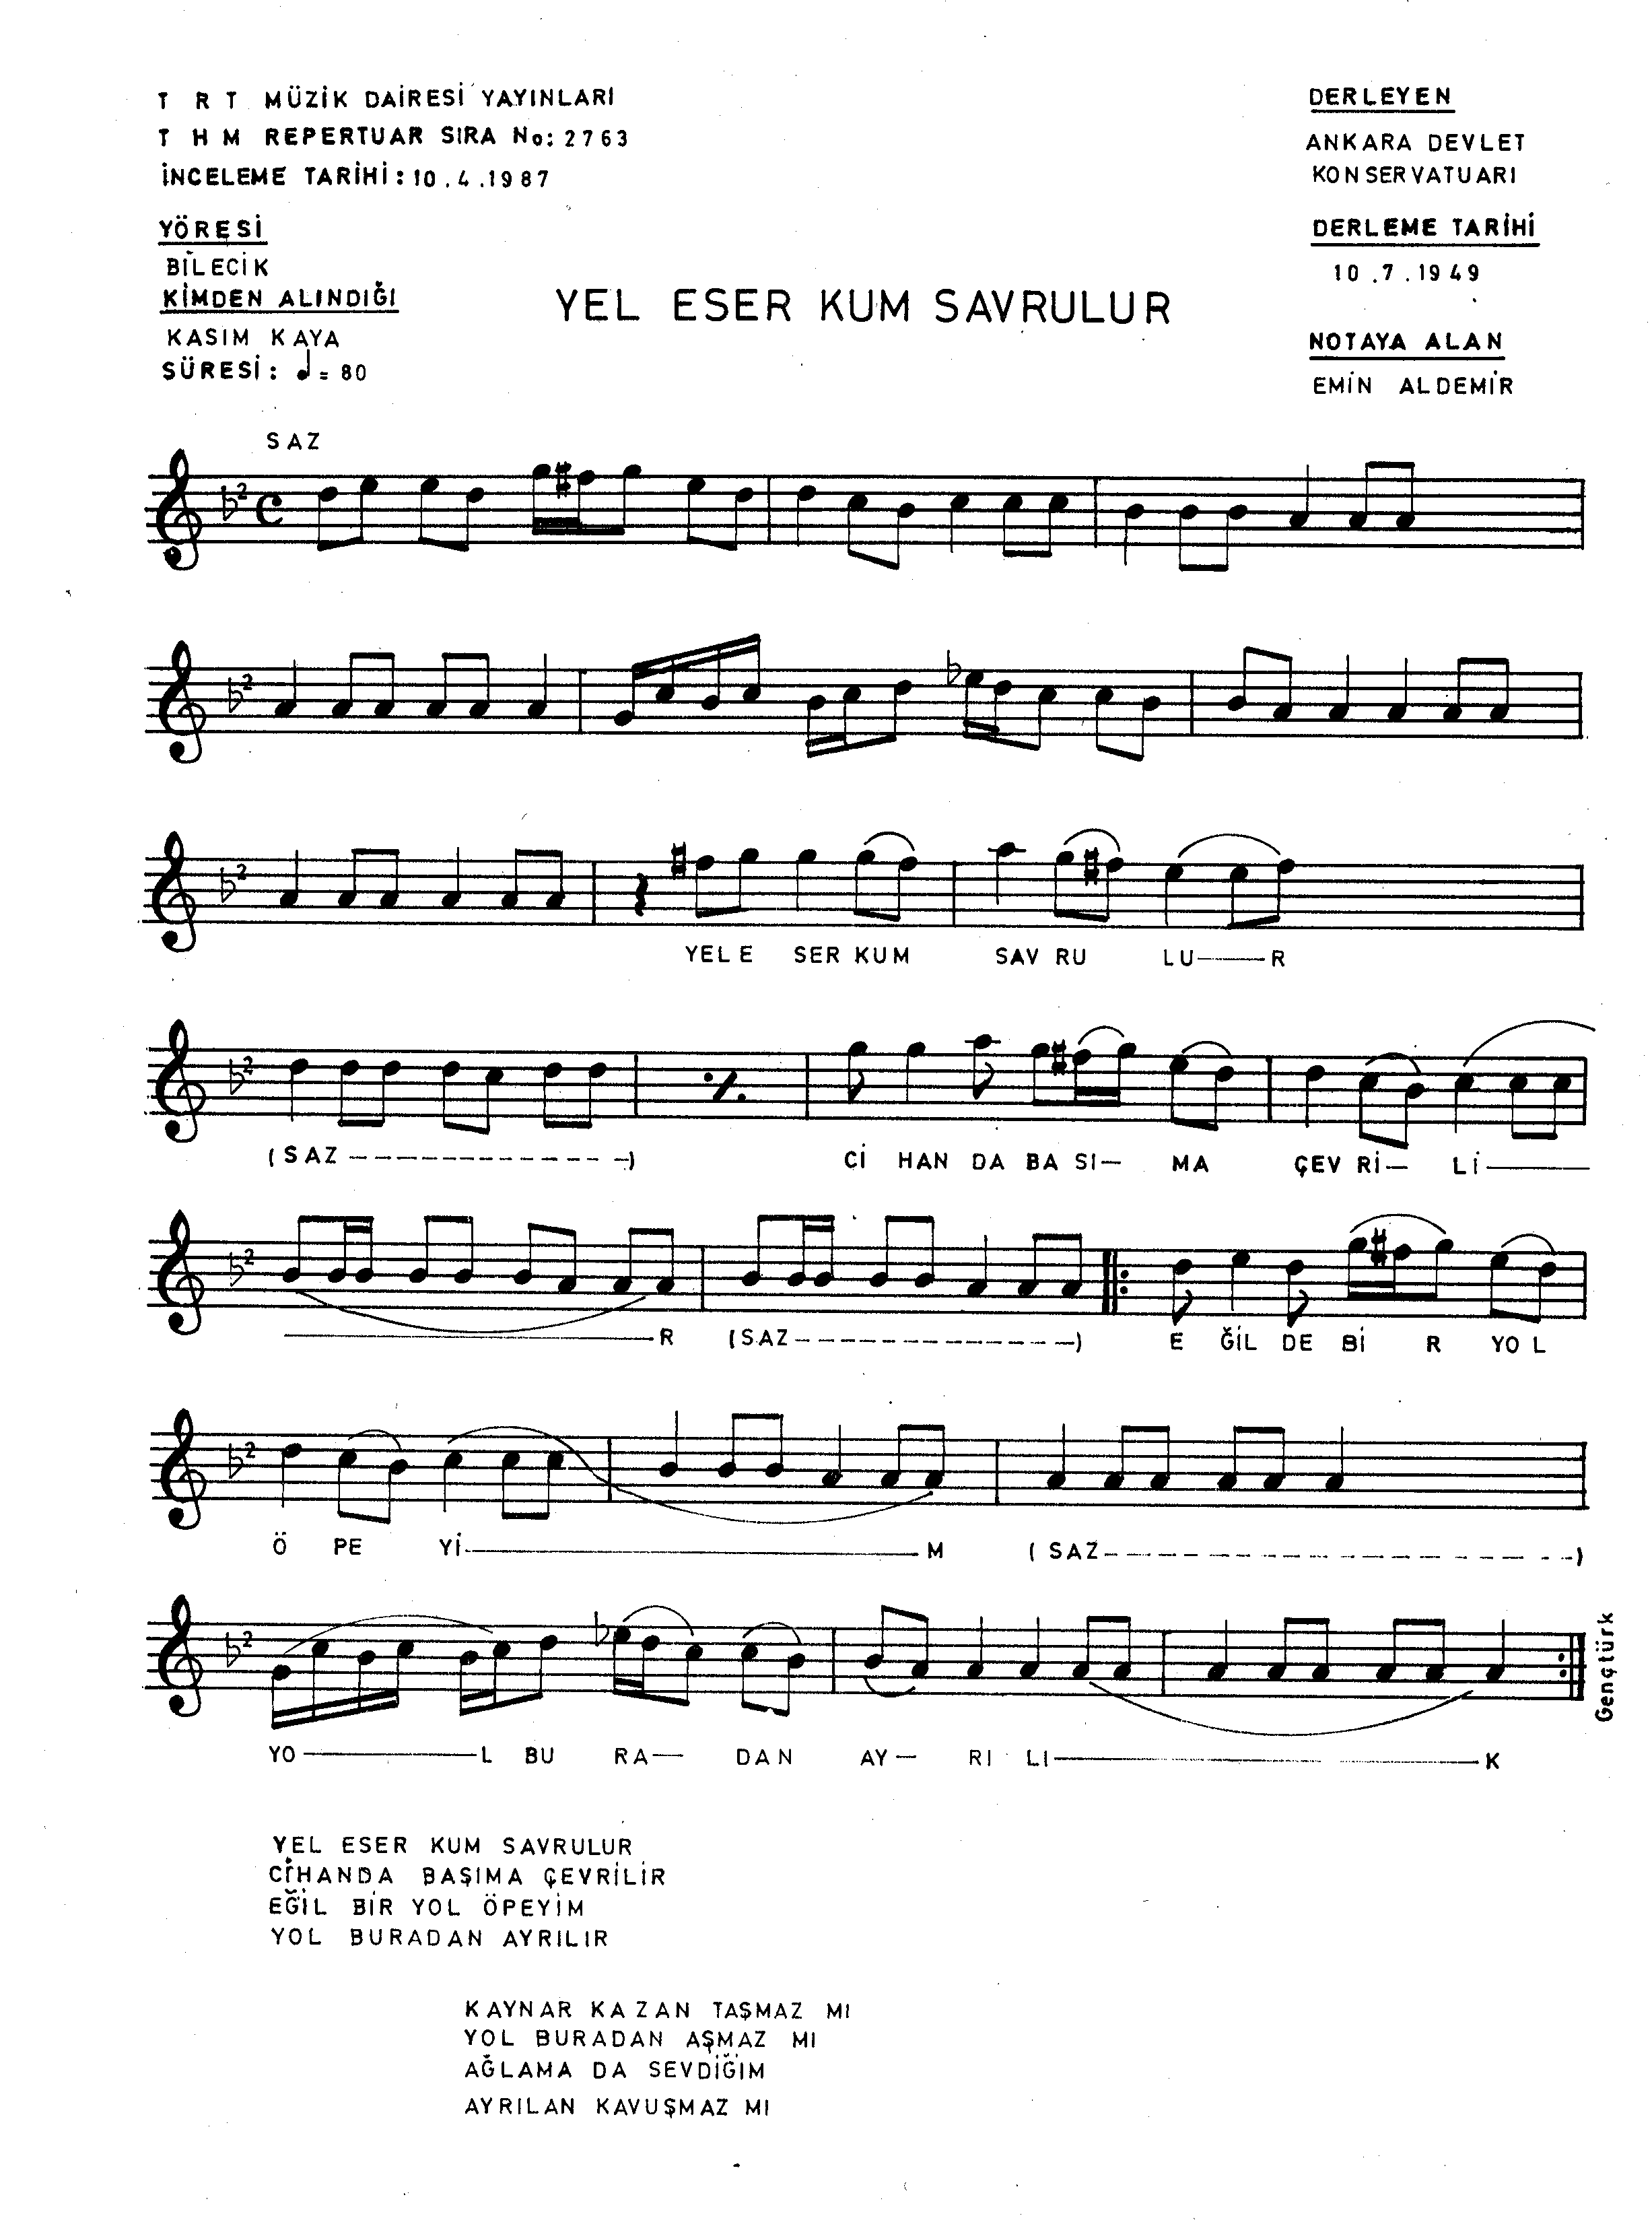 T R T MÜZİK DAİRESİ YAYINLARI
T H M REPERTUAR SIRA No: 2763
İNCELEME TARİHİ: 10.4.1987
YÖRESİ
BİLECİK
KİMDEN ALINDIĞI
KASIM KAYA
SÜRESİ: ♩= 80
YEL ESER KUM SAVRULUR
DERLEYEN
ANKARA DEVLET
KONSERVATUARI
DERLEME TARİHİ
10.7.1949
NOTAYA ALAN
EMİN ALDEMİR
SAZ
YEL E SER KUM SAV RU LU——R
(SAZ – – – – – – – – – – – –) Cİ HAN DA BA SI— MA ÇEV Rİ— Lİ———
————————R (SAZ – – – – – – – – – – – –) E ĞİL DE Bİ R YO L
Ö PE Yİ————————M (SAZ – – – – – – – – – – – –)
YO————L BU RA— DAN AY— RI LI————————K
Gençtürk
YEL ESER KUM SAVRULUR
CİHANDA BAŞIMA ÇEVRİLİR
EĞİL BİR YOL ÖPEYİM
YOL BURADAN AYRILIR
KAYNAR KAZAN TAŞMAZ MI
YOL BURADAN AŞMAZ MI
AĞLAMA DA SEVDİĞİM
AYRILAN KAVUŞMAZ MI